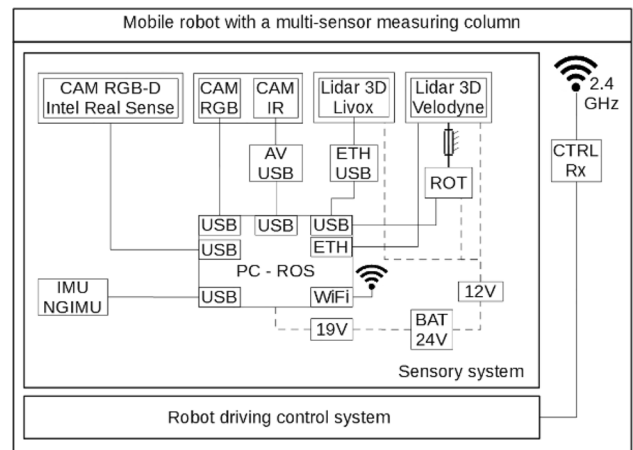 Mobile robot with a multi-sensor measuring column
CAM RGB-D
Intel Real Sense
CAM
RGB
CAM
IR
Lidar 3D
Livox
Lidar 3D
Velodyne
2.4
GHz
AV
USB
ETH
USB
ROT
CTRL
Rx
USB
USB
USB
USB
ETH
PC - ROS
IMU
NGIMU
USB
WiFi
12V
19V
BAT
24V
Sensory system
Robot driving control system